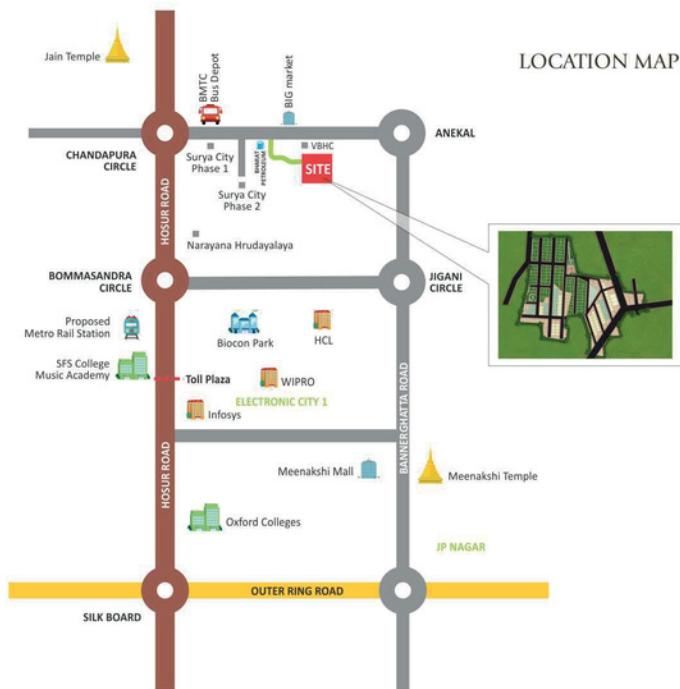 LOCATION MAP
Jain Temple
BMTC
Bus Depot
BIG market
CHANDAPURA
CIRCLE
ANEKAL
Surya City
Phase 1
BHARAT
PETROLEUM
VBHC
SITE
Surya City
Phase 2
HOSUR ROAD
Narayana Hrudayalaya
BOMMASANDRA
CIRCLE
JIGANI
CIRCLE
Proposed
Metro Rail Station
Biocon Park
HCL
SFS College
Music Academy
Toll Plaza
WIPRO
ELECTRONIC CITY 1
Infosys
BANNERGHATTA ROAD
HOSUR ROAD
Meenakshi Mall
Meenakshi Temple
Oxford Colleges
JP NAGAR
OUTER RING ROAD
SILK BOARD